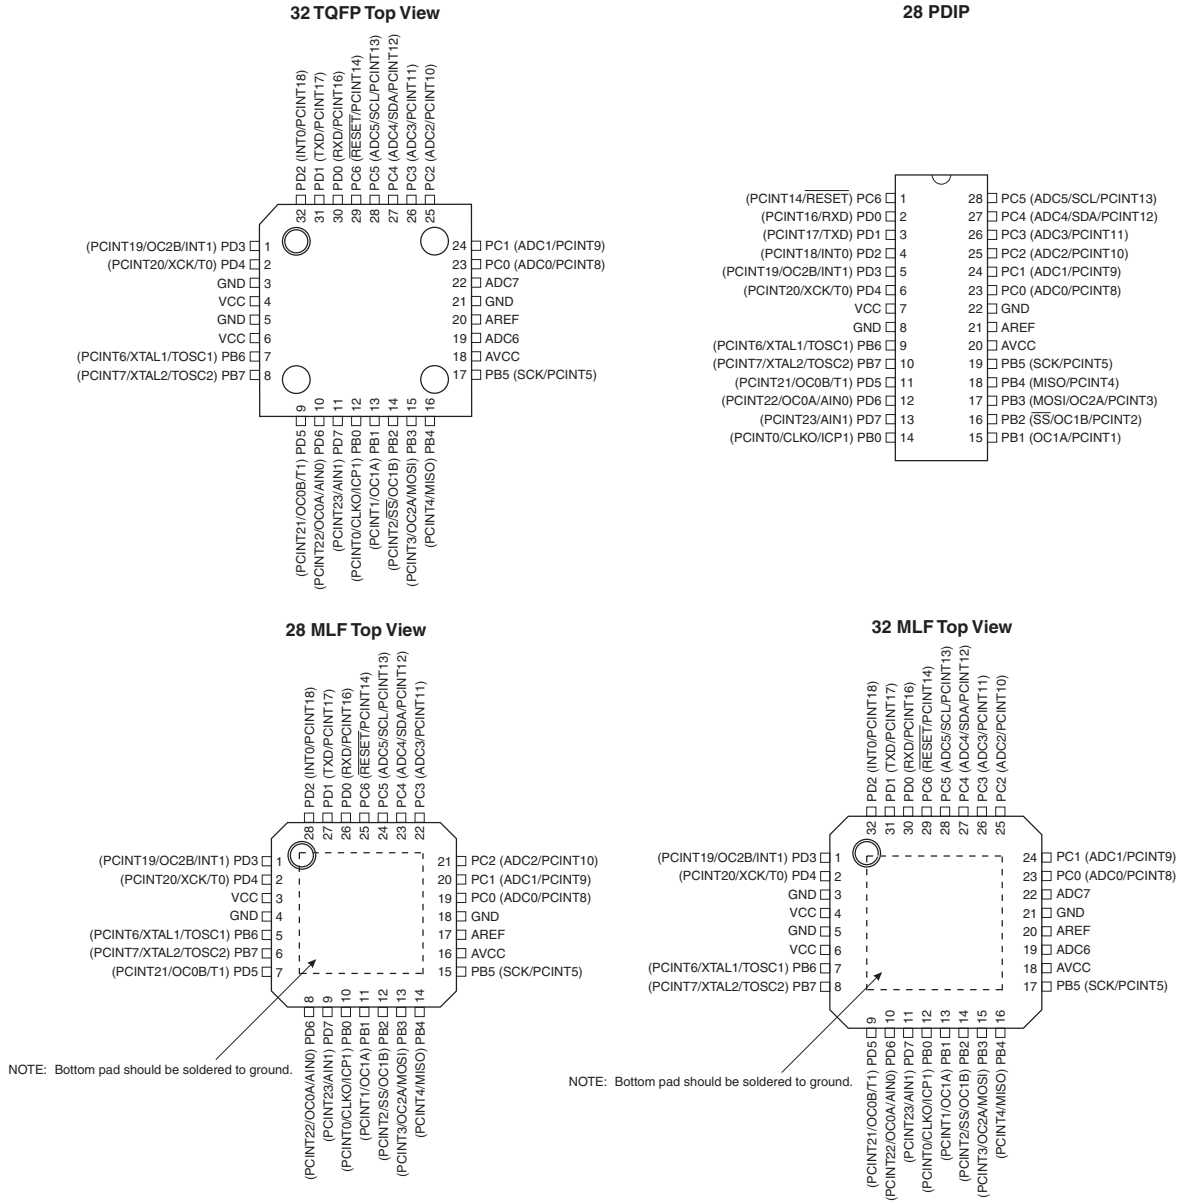 32 TQFP Top View
PD2 (INT0/PCINT18)
PD1 (TXD/PCINT17)
PD0 (RXD/PCINT16)
PC6 (RESET/PCINT14)
PC5 (ADC5/SCL/PCINT13)
PC4 (ADC4/SDA/PCINT12)
PC3 (ADC3/PCINT11)
PC2 (ADC2/PCINT10)
32
31
30
29
28
27
26
25
(PCINT19/OC2B/INT1) PD3 1
(PCINT20/XCK/T0) PD4 2
GND 3
VCC 4
GND 5
VCC 6
(PCINT6/XTAL1/TOSC1) PB6 7
(PCINT7/XTAL2/TOSC2) PB7 8
24 PC1 (ADC1/PCINT9)
23 PC0 (ADC0/PCINT8)
22 ADC7
21 GND
20 AREF
19 ADC6
18 AVCC
17 PB5 (SCK/PCINT5)
9
10
11
12
13
14
15
16
(PCINT21/OC0B/T1) PD5
(PCINT22/OC0A/AIN0) PD6
(PCINT23/AIN1) PD7
(PCINT0/CLKO/ICP1) PB0
(PCINT1/OC1A) PB1
(PCINT2/SS/OC1B) PB2
(PCINT3/OC2A/MOSI) PB3
(PCINT4/MISO) PB4
28 PDIP
(PCINT14/RESET) PC6 1
(PCINT16/RXD) PD0 2
(PCINT17/TXD) PD1 3
(PCINT18/INT0) PD2 4
(PCINT19/OC2B/INT1) PD3 5
(PCINT20/XCK/T0) PD4 6
VCC 7
GND 8
(PCINT6/XTAL1/TOSC1) PB6 9
(PCINT7/XTAL2/TOSC2) PB7 10
(PCINT21/OC0B/T1) PD5 11
(PCINT22/OC0A/AIN0) PD6 12
(PCINT23/AIN1) PD7 13
(PCINT0/CLKO/ICP1) PB0 14
28 PC5 (ADC5/SCL/PCINT13)
27 PC4 (ADC4/SDA/PCINT12)
26 PC3 (ADC3/PCINT11)
25 PC2 (ADC2/PCINT10)
24 PC1 (ADC1/PCINT9)
23 PC0 (ADC0/PCINT8)
22 GND
21 AREF
20 AVCC
19 PB5 (SCK/PCINT5)
18 PB4 (MISO/PCINT4)
17 PB3 (MOSI/OC2A/PCINT3)
16 PB2 (SS/OC1B/PCINT2)
15 PB1 (OC1A/PCINT1)
28 MLF Top View
PD2 (INT0/PCINT18)
PD1 (TXD/PCINT17)
PD0 (RXD/PCINT16)
PC6 (RESET/PCINT14)
PC5 (ADC5/SCL/PCINT13)
PC4 (ADC4/SDA/PCINT12)
PC3 (ADC3/PCINT11)
28
27
26
25
24
23
22
(PCINT19/OC2B/INT1) PD3 1
(PCINT20/XCK/T0) PD4 2
VCC 3
GND 4
(PCINT6/XTAL1/TOSC1) PB6 5
(PCINT7/XTAL2/TOSC2) PB7 6
(PCINT21/OC0B/T1) PD5 7
21 PC2 (ADC2/PCINT10)
20 PC1 (ADC1/PCINT9)
19 PC0 (ADC0/PCINT8)
18 GND
17 AREF
16 AVCC
15 PB5 (SCK/PCINT5)
8
9
10
11
12
13
14
(PCINT22/OC0A/AIN0) PD6
(PCINT23/AIN1) PD7
(PCINT0/CLKO/ICP1) PB0
(PCINT1/OC1A) PB1
(PCINT2/SS/OC1B) PB2
(PCINT3/OC2A/MOSI) PB3
(PCINT4/MISO) PB4
NOTE: Bottom pad should be soldered to ground.
32 MLF Top View
PD2 (INT0/PCINT18)
PD1 (TXD/PCINT17)
PD0 (RXD/PCINT16)
PC6 (RESET/PCINT14)
PC5 (ADC5/SCL/PCINT13)
PC4 (ADC4/SDA/PCINT12)
PC3 (ADC3/PCINT11)
PC2 (ADC2/PCINT10)
32
31
30
29
28
27
26
25
(PCINT19/OC2B/INT1) PD3 1
(PCINT20/XCK/T0) PD4 2
GND 3
VCC 4
GND 5
VCC 6
(PCINT6/XTAL1/TOSC1) PB6 7
(PCINT7/XTAL2/TOSC2) PB7 8
24 PC1 (ADC1/PCINT9)
23 PC0 (ADC0/PCINT8)
22 ADC7
21 GND
20 AREF
19 ADC6
18 AVCC
17 PB5 (SCK/PCINT5)
9
10
11
12
13
14
15
16
(PCINT21/OC0B/T1) PD5
(PCINT22/OC0A/AIN0) PD6
(PCINT23/AIN1) PD7
(PCINT0/CLKO/ICP1) PB0
(PCINT1/OC1A) PB1
(PCINT2/SS/OC1B) PB2
(PCINT3/OC2A/MOSI) PB3
(PCINT4/MISO) PB4
NOTE: Bottom pad should be soldered to ground.